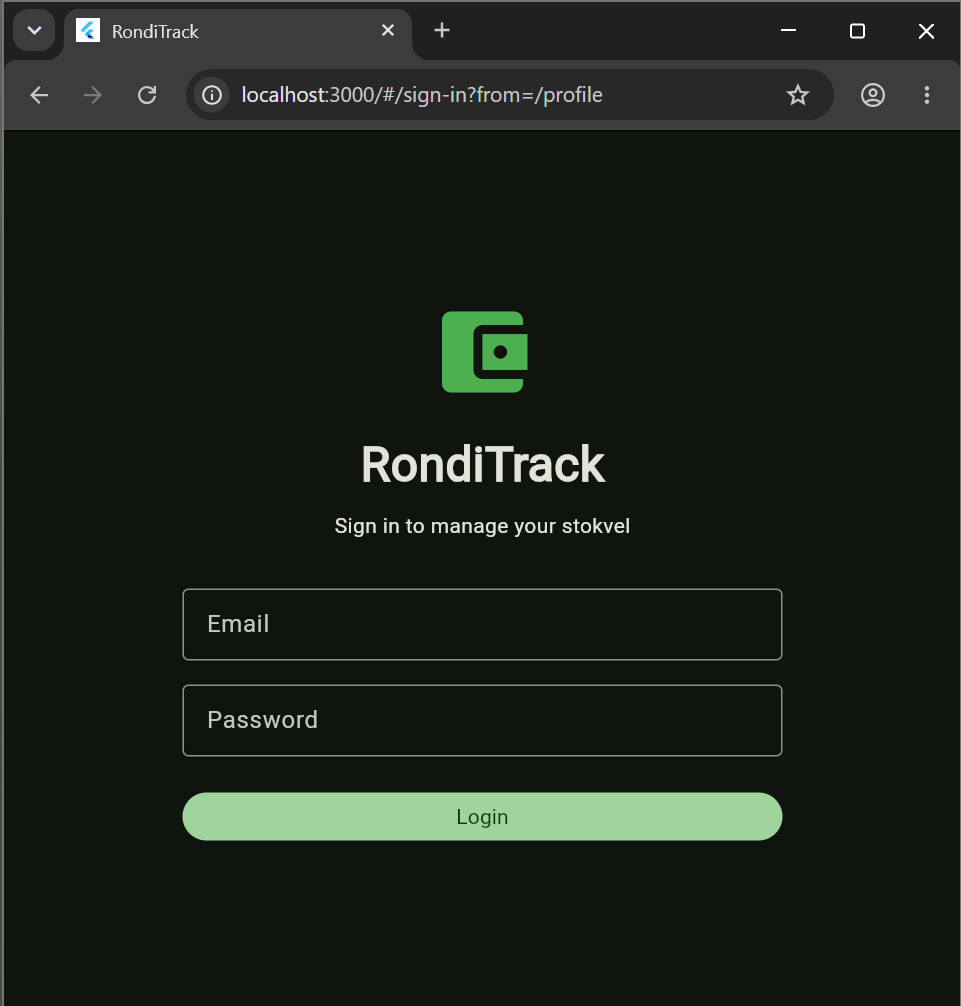 RondiTrack
localhost:3000/#/sign-in?from=/profile
RondiTrack
Sign in to manage your stokvel
Email
Password
Login